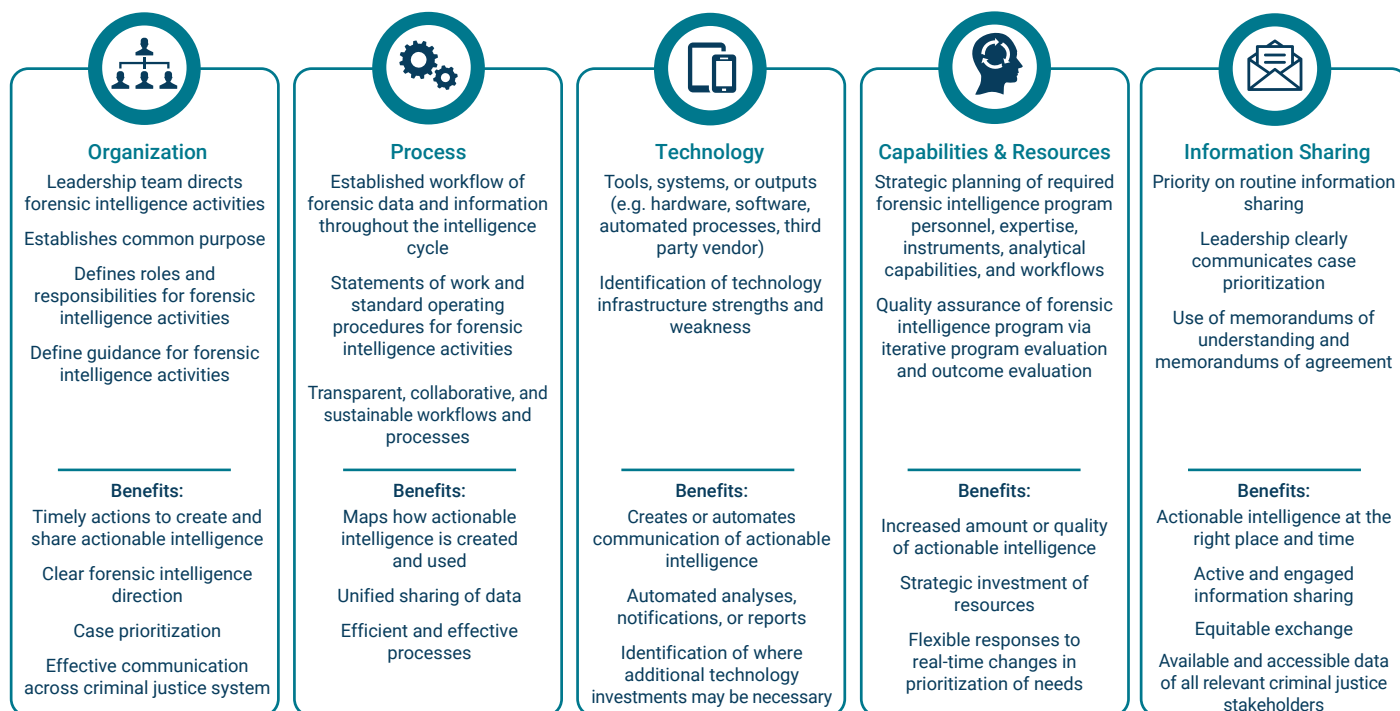 Organization
Leadership team directs
forensic intelligence activities
Establishes common purpose
Defines roles and
responsibilities for forensic
intelligence activities
Define guidance for forensic
intelligence activities
Benefits:
Timely actions to create and
share actionable intelligence
Clear forensic intelligence
direction
Case prioritization
Effective communication
across criminal justice system
Process
Established workflow of
forensic data and information
throughout the intelligence
cycle
Statements of work and
standard operating
procedures for forensic
intelligence activities
Transparent, collaborative, and
sustainable workflows and
processes
Benefits:
Maps how actionable
intelligence is created
and used
Unified sharing of data
Efficient and effective
processes
Technology
Tools, systems, or outputs
(e.g. hardware, software,
automated processes, third
party vendor)
Identification of technology
infrastructure strengths and
weakness
Benefits:
Creates or automates
communication of actionable
intelligence
Automated analyses,
notifications, or reports
Identification of where
additional technology
investments may be necessary
Capabilities & Resources
Strategic planning of required
forensic intelligence program
personnel, expertise,
instruments, analytical
capabilities, and workflows
Quality assurance of forensic
intelligence program via
iterative program evaluation
and outcome evaluation
Benefits:
Increased amount or quality
of actionable intelligence
Strategic investment of
resources
Flexible responses to
real-time changes in
prioritization of needs
Information Sharing
Priority on routine information
sharing
Leadership clearly
communicates case
prioritization
Use of memorandums of
understanding and
memorandums of agreement
Benefits:
Actionable intelligence at the
right place and time
Active and engaged
information sharing
Equitable exchange
Available and accessible data
of all relevant criminal justice
stakeholders